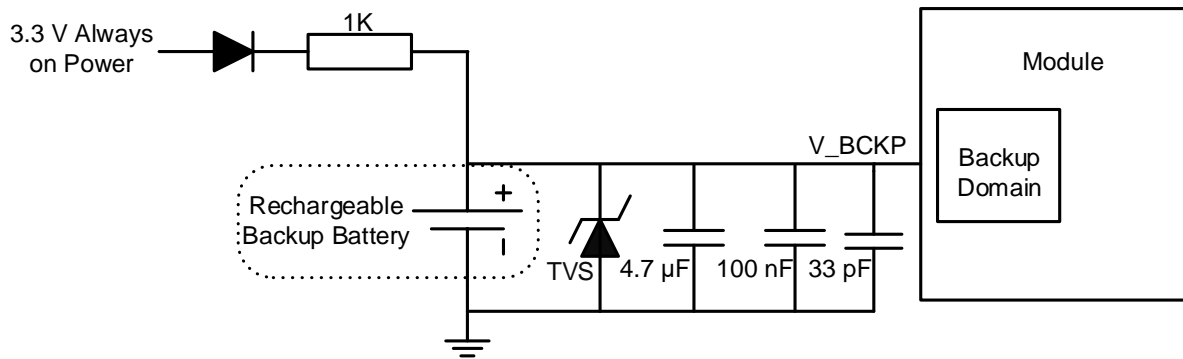 1K
3.3 V Always
on Power
Module
V_BCKP
Backup
Domain
+
Rechargeable
Backup Battery
-
TVS
4.7 µF
100 nF
33 pF